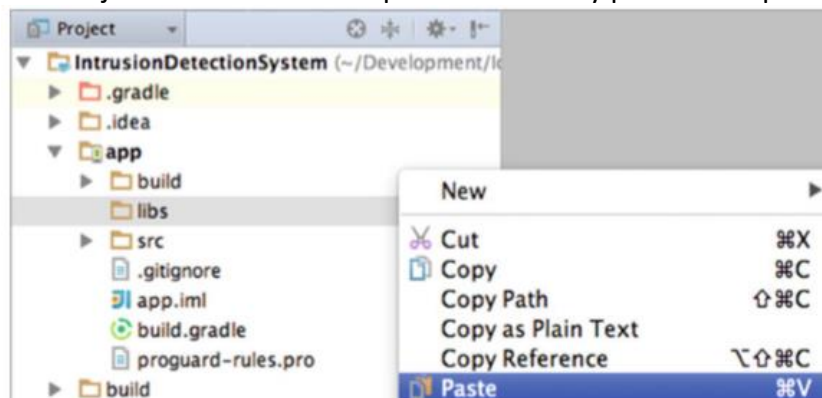 Project
IntrusionDetectionSystem (~/Development/Io
.gradle
.idea
app
build
libs
src
.gitignore
app.iml
build.gradle
proguard-rules.pro
build
New
Cut ⌘X
Copy ⌘C
Copy Path ⇧⌘C
Copy as Plain Text
Copy Reference ⌥⇧⌘C
Paste ⌘V